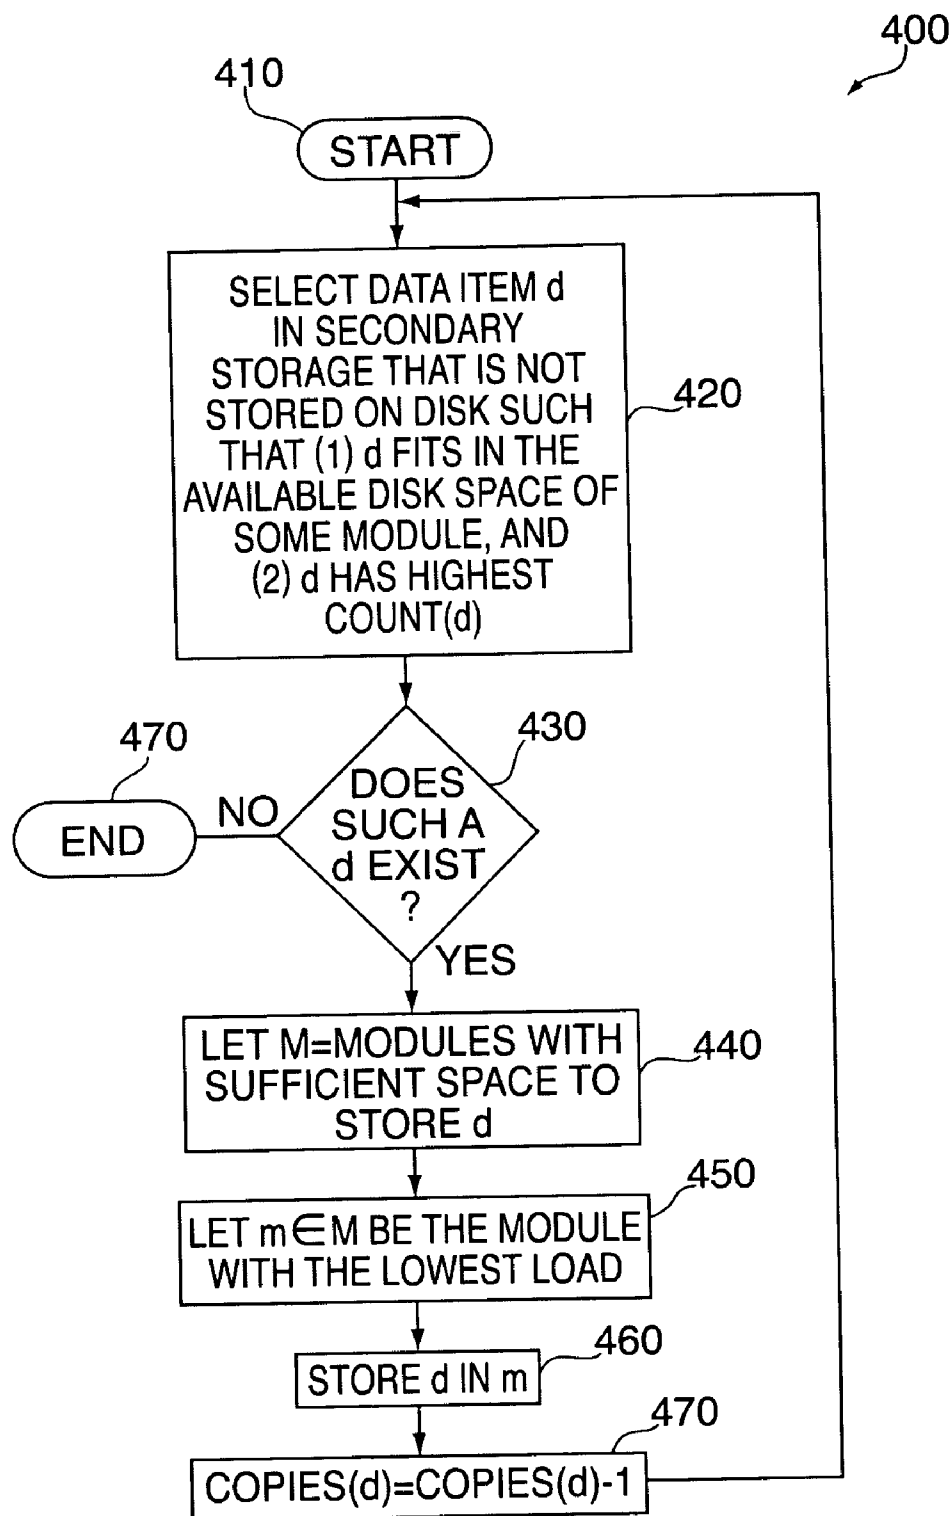 400
410
START
SELECT DATA ITEM d
IN SECONDARY
STORAGE THAT IS NOT
STORED ON DISK SUCH
THAT (1) d FITS IN THE
AVAILABLE DISK SPACE OF
SOME MODULE, AND
(2) d HAS HIGHEST
COUNT(d)
420
470
END
NO
430
DOES
SUCH A
d EXIST
?
YES
LET M=MODULES WITH
SUFFICIENT SPACE TO
STORE d
440
450
LET m∈M BE THE MODULE
WITH THE LOWEST LOAD
460
STORE d IN m
470
COPIES(d)=COPIES(d)-1